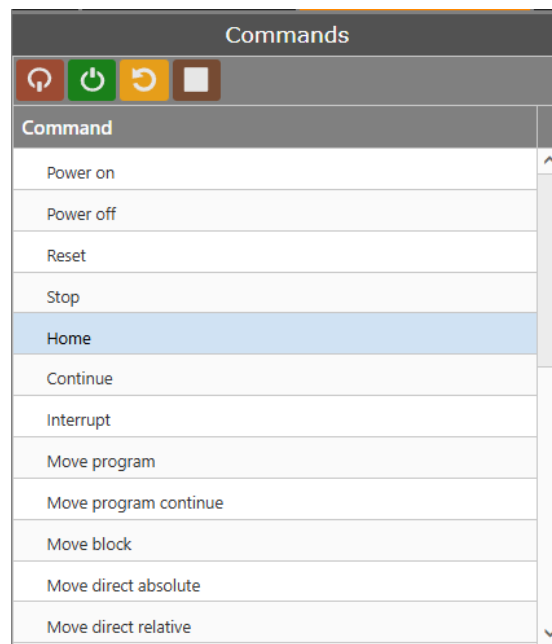 Commands
Command
Power on
Power off
Reset
Stop
Home
Continue
Interrupt
Move program
Move program continue
Move block
Move direct absolute
Move direct relative